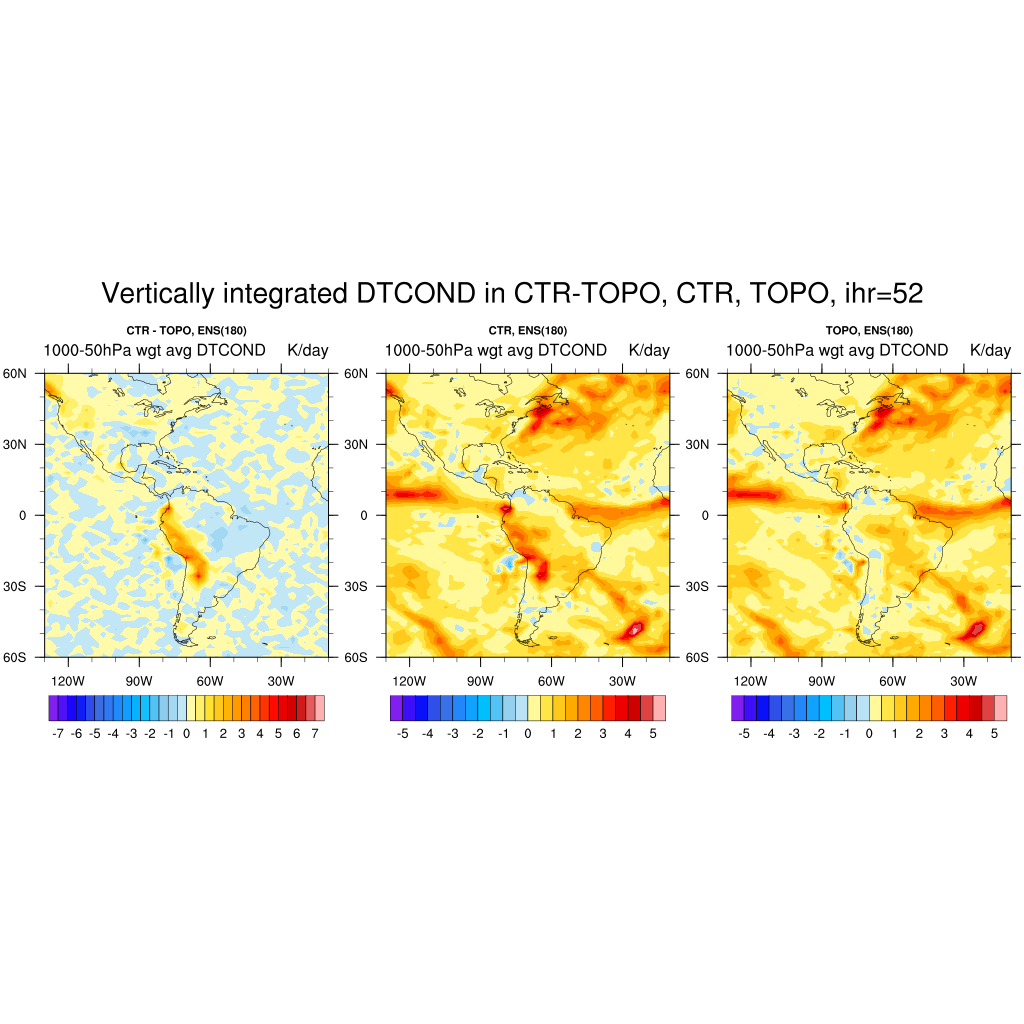 Vertically integrated DTCOND in CTR-TOPO, CTR, TOPO, ihr=52
CTR - TOPO, ENS(180)
1000-50hPa wgt avg DTCOND K/day
60N
30N
0
30S
60S
120W 90W 60W 30W
-7 -6 -5 -4 -3 -2 -1 0 1 2 3 4 5 6 7
CTR, ENS(180)
1000-50hPa wgt avg DTCOND K/day
60N
30N
0
30S
60S
120W 90W 60W 30W
-5 -4 -3 -2 -1 0 1 2 3 4 5
TOPO, ENS(180)
1000-50hPa wgt avg DTCOND K/day
60N
30N
0
30S
60S
120W 90W 60W 30W
-5 -4 -3 -2 -1 0 1 2 3 4 5